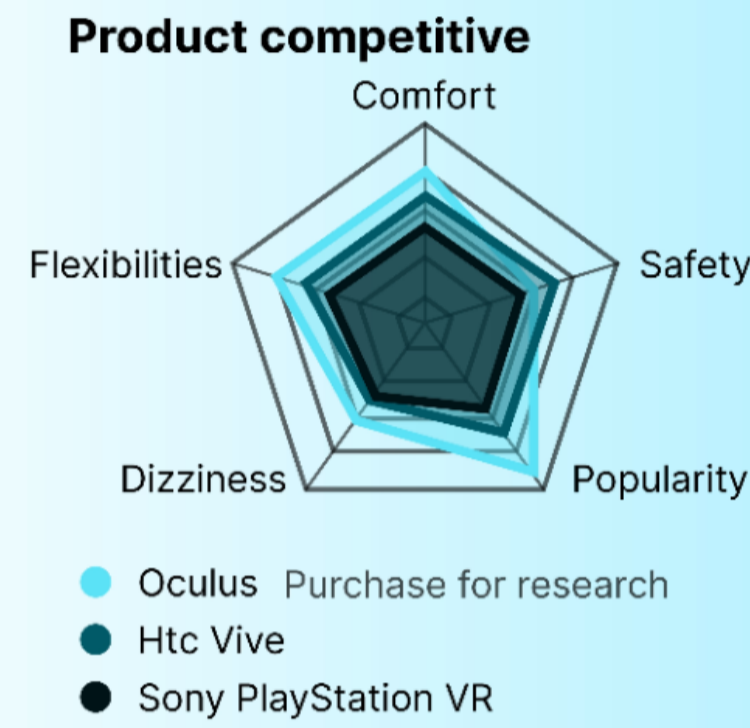 Product competitive
Comfort
Flexibilities
Safety
Dizziness
Popularity
Oculus Purchase for research
Htc Vive
Sony PlayStation VR